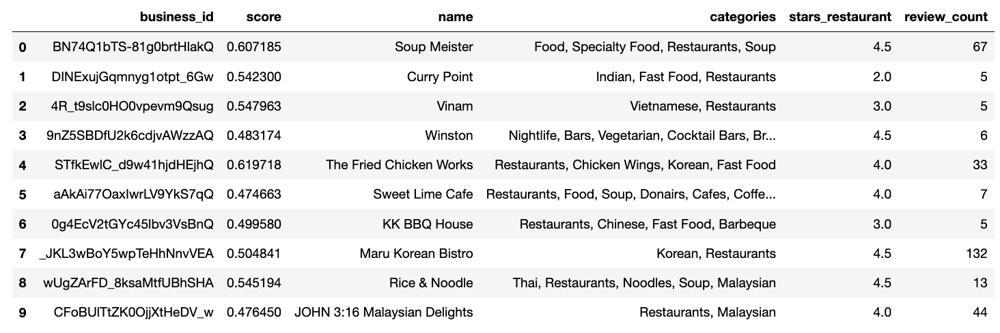 business_id score name categories stars_restaurant review_count
0 BN74Q1bTS-81g0brtHlakQ 0.607185 Soup Meister Food, Specialty Food, Restaurants, Soup 4.5 67
1 DINExujGqmnyg1otpt_6Gw 0.542300 Curry Point Indian, Fast Food, Restaurants 2.0 5
2 4R_t9slc0HO0vpevm9Qsug 0.547963 Vinam Vietnamese, Restaurants 3.0 5
3 9nZ5SBDfU2k6cdjvAWzzAQ 0.483174 Winston Nightlife, Bars, Vegetarian, Cocktail Bars, Br... 4.5 6
4 STfkEwlC_d9w41hjdHEjhQ 0.619718 The Fried Chicken Works Restaurants, Chicken Wings, Korean, Fast Food 4.0 33
5 aAkAi77OaxIwrLV9YkS7qQ 0.474663 Sweet Lime Cafe Restaurants, Food, Soup, Donairs, Cafes, Coffe... 4.0 7
6 0g4EcV2tGYc45lbv3VsBnQ 0.499580 KK BBQ House Restaurants, Chinese, Fast Food, Barbeque 3.0 5
7 _JKL3wBoY5wpTeHhNnvVEA 0.504841 Maru Korean Bistro Korean, Restaurants 4.5 132
8 wUgZArFD_8ksaMtfUBhSHA 0.545194 Rice & Noodle Thai, Restaurants, Noodles, Soup, Malaysian 4.5 13
9 CFoBUlTtZK0OjjXtHeDV_w 0.476450 JOHN 3:16 Malaysian Delights Restaurants, Malaysian 4.0 44